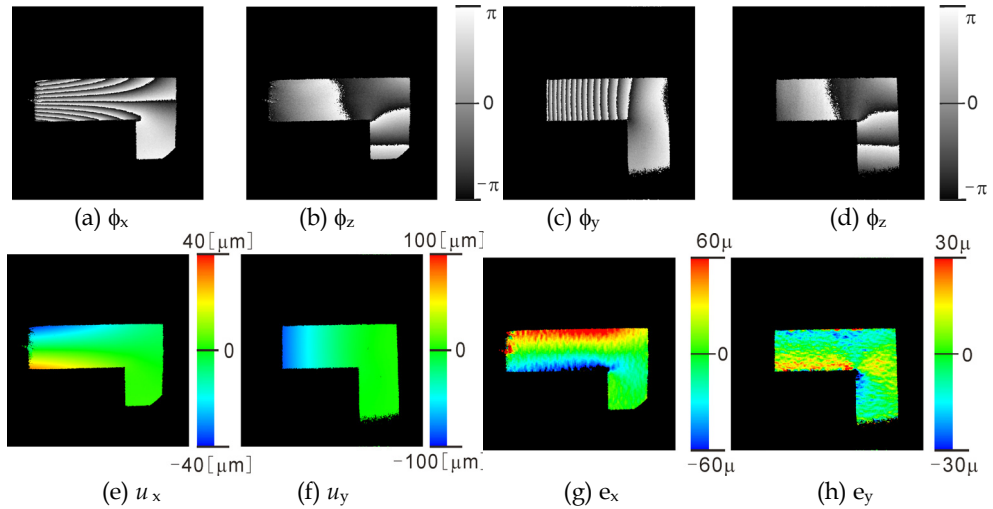 π
0
−π
π
0
−π
(a) ϕx
(b) ϕz
(c) ϕy
(d) ϕz
40 [μm]
0
−40 [μm]
100 [μm]
0
−100 [μm]
60μ
0
−60μ
30μ
0
−30μ
(e) ux
(f) uy
(g) ex
(h) ey